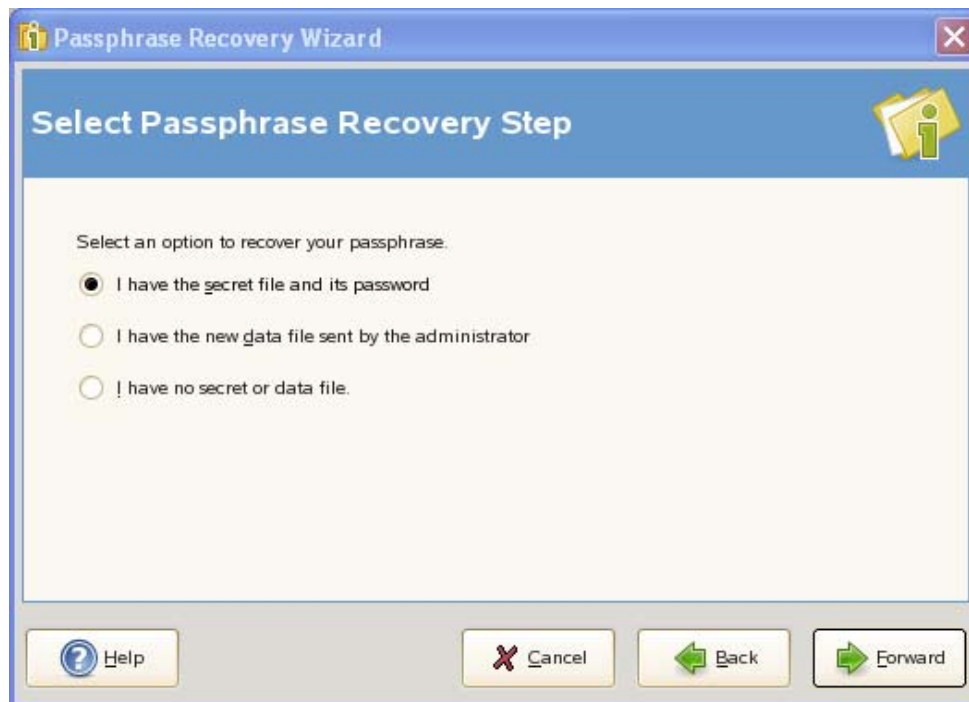 Passphrase Recovery Wizard
Select Passphrase Recovery Step
Select an option to recover your passphrase.
I have the secret file and its password
I have the new data file sent by the administrator
I have no secret or data file.
Help
Cancel
Back
Forward